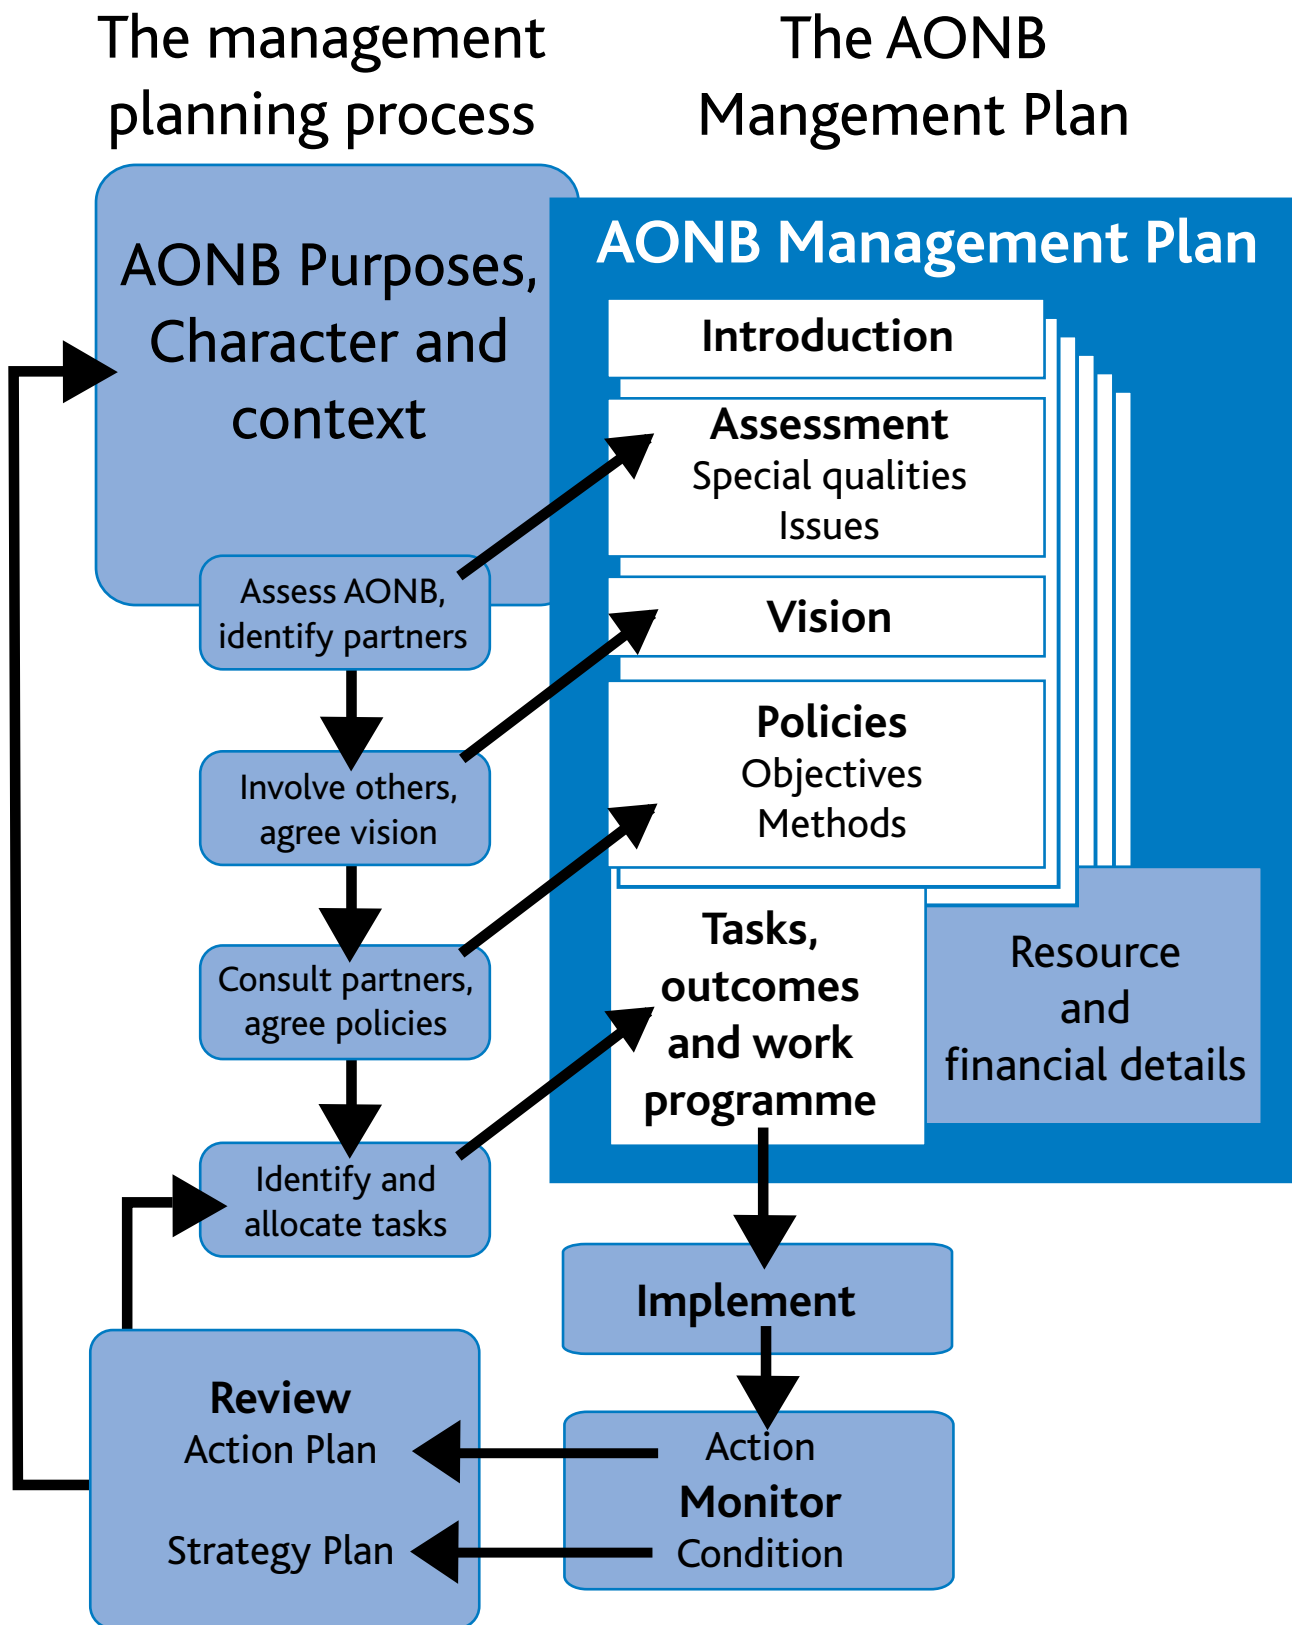 The management
planning process
The AONB
Mangement Plan
AONB Purposes,
Character and
context
Assess AONB,
identify partners
Involve others,
agree vision
Consult partners,
agree policies
Identify and
allocate tasks
AONB Management Plan
Introduction
Assessment
Special qualities
Issues
Vision
Policies
Objectives
Methods
Tasks,
outcomes
and work
programme
Resource
and
financial details
Implement
Action
Monitor
Condition
Review
Action Plan
Strategy Plan